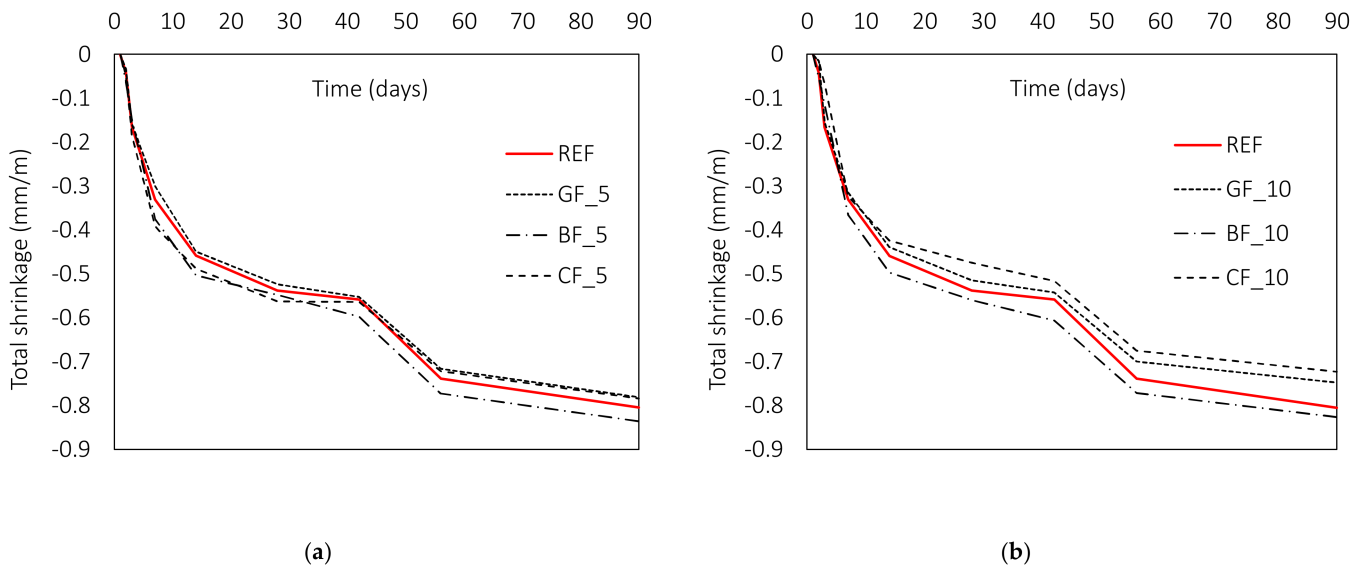 0 10 20 30 40 50 60 70 80 90
0
-0.1
-0.2
-0.3
-0.4
-0.5
-0.6
-0.7
-0.8
-0.9
Total shrinkage (mm/m)
Time (days)
REF
GF_5
BF_5
CF_5
(a)
0 10 20 30 40 50 60 70 80 90
0
-0.1
-0.2
-0.3
-0.4
-0.5
-0.6
-0.7
-0.8
-0.9
Total shrinkage (mm/m)
Time (days)
REF
GF_10
BF_10
CF_10
(b)